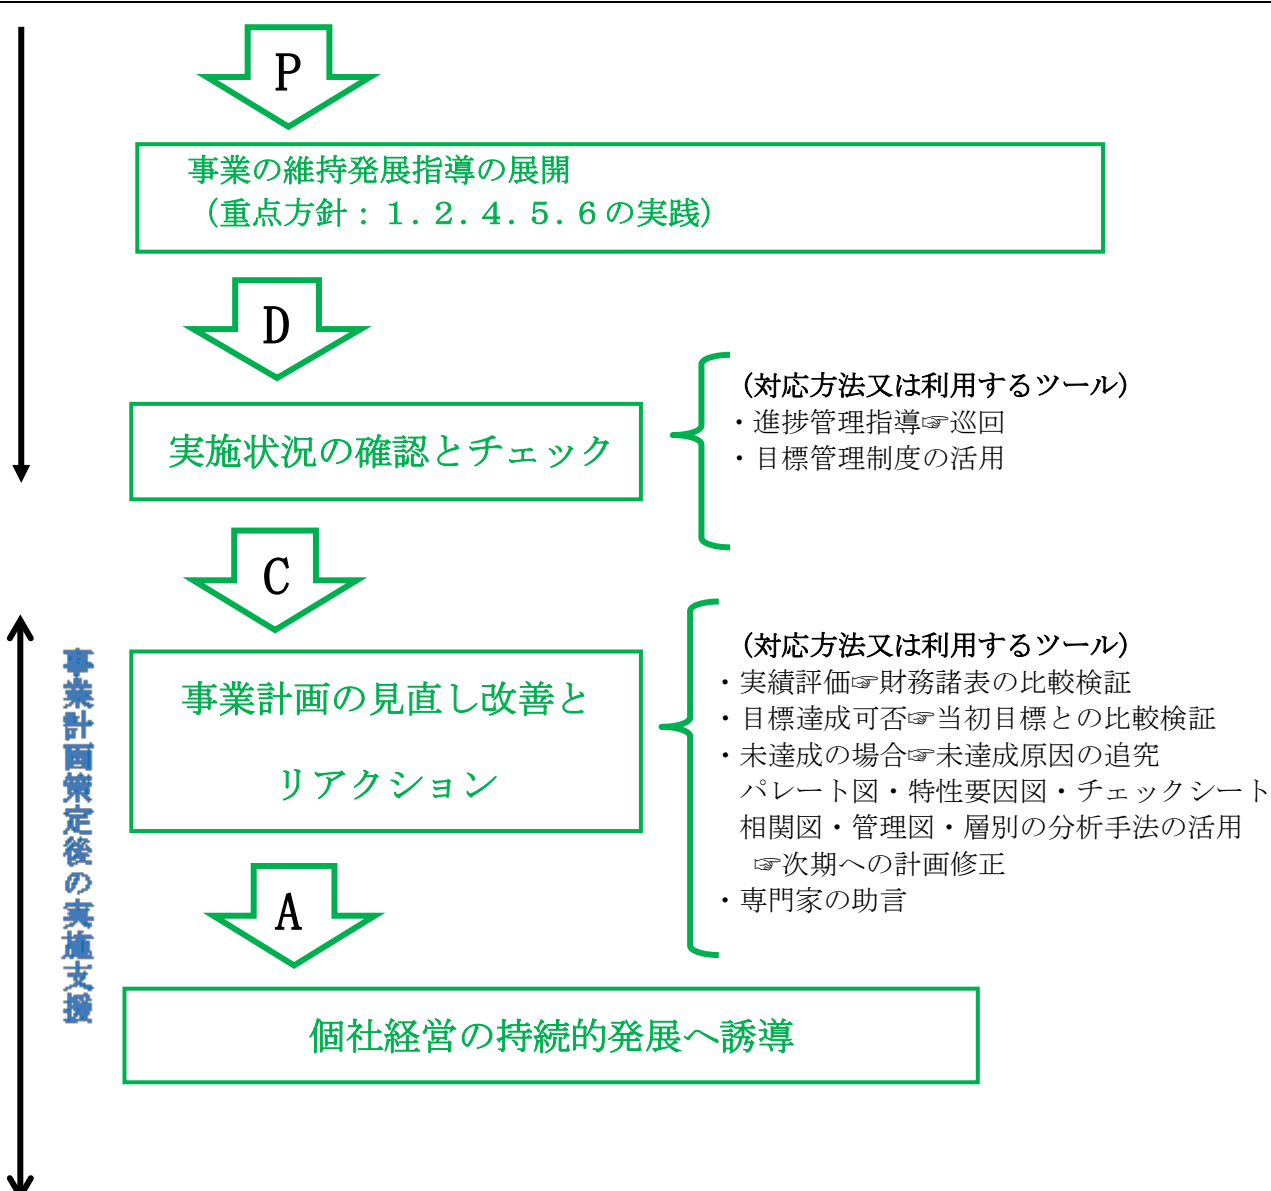 P
事業の維持発展指導の展開
(重点方針：１．２．４．５．６の実践)
D
実施状況の確認とチェック
(対応方法又は利用するツール)
・進捗管理指導☞巡回
・目標管理制度の活用
C
事業計画の見直し改善と
リアクション
(対応方法又は利用するツール)
・実績評価☞財務諸表の比較検証
・目標達成可否☞当初目標との比較検証
・未達成の場合☞未達成原因の追究
パレート図・特性要因図・チェックシート
相関図・管理図・層別の分析手法の活用
☞次期への計画修正
・専門家の助言
A
個社経営の持続的発展へ誘導
事業計画策定後の実施支援